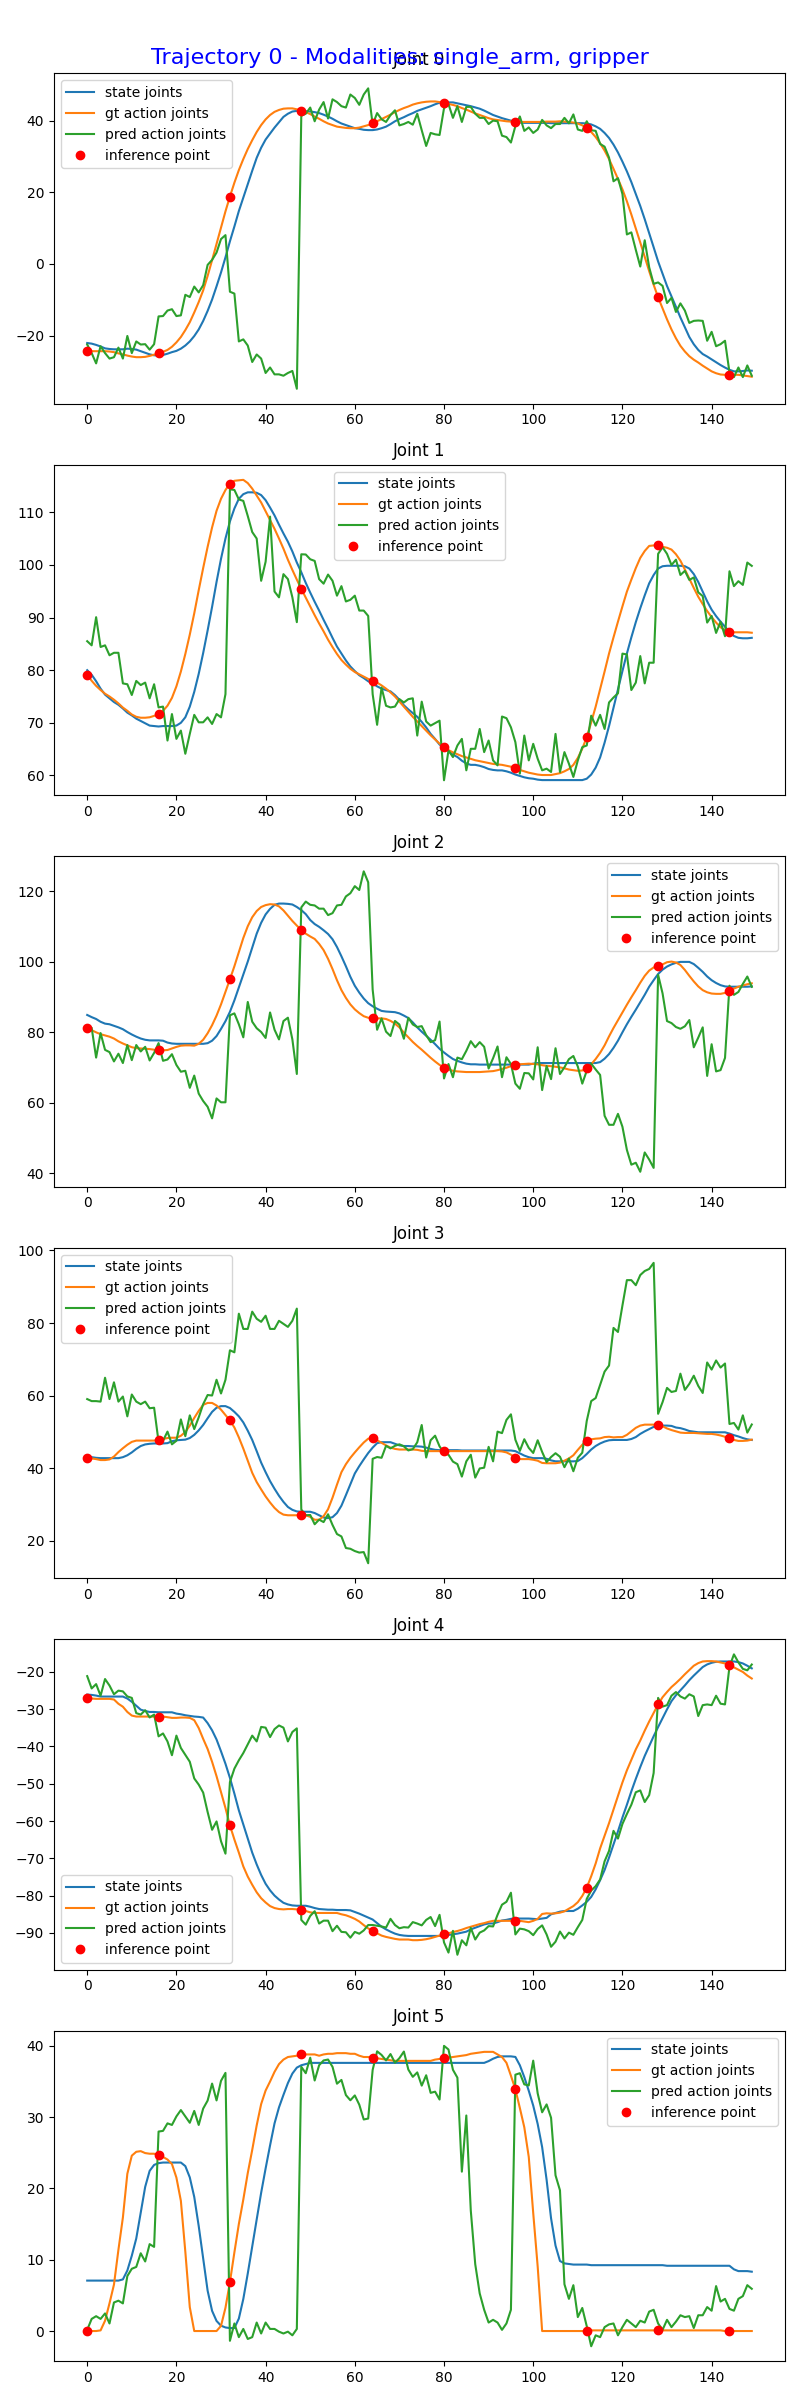 Trajectory 0 - Modalities: single_arm, gripper
Joint 0
state joints
gt action joints
pred action joints
inference point
40
20
0
−20
0 20 40 60 80 100 120 140
Joint 1
state joints
gt action joints
pred action joints
inference point
110
100
90
80
70
60
0 20 40 60 80 100 120 140
Joint 2
state joints
gt action joints
pred action joints
inference point
120
100
80
60
40
0 20 40 60 80 100 120 140
Joint 3
state joints
gt action joints
pred action joints
inference point
100
80
60
40
20
0 20 40 60 80 100 120 140
Joint 4
−20
−30
−40
−50
−60
−70
−80
−90
state joints
gt action joints
pred action joints
inference point
0 20 40 60 80 100 120 140
Joint 5
state joints
gt action joints
pred action joints
inference point
40
30
20
10
0
0 20 40 60 80 100 120 140